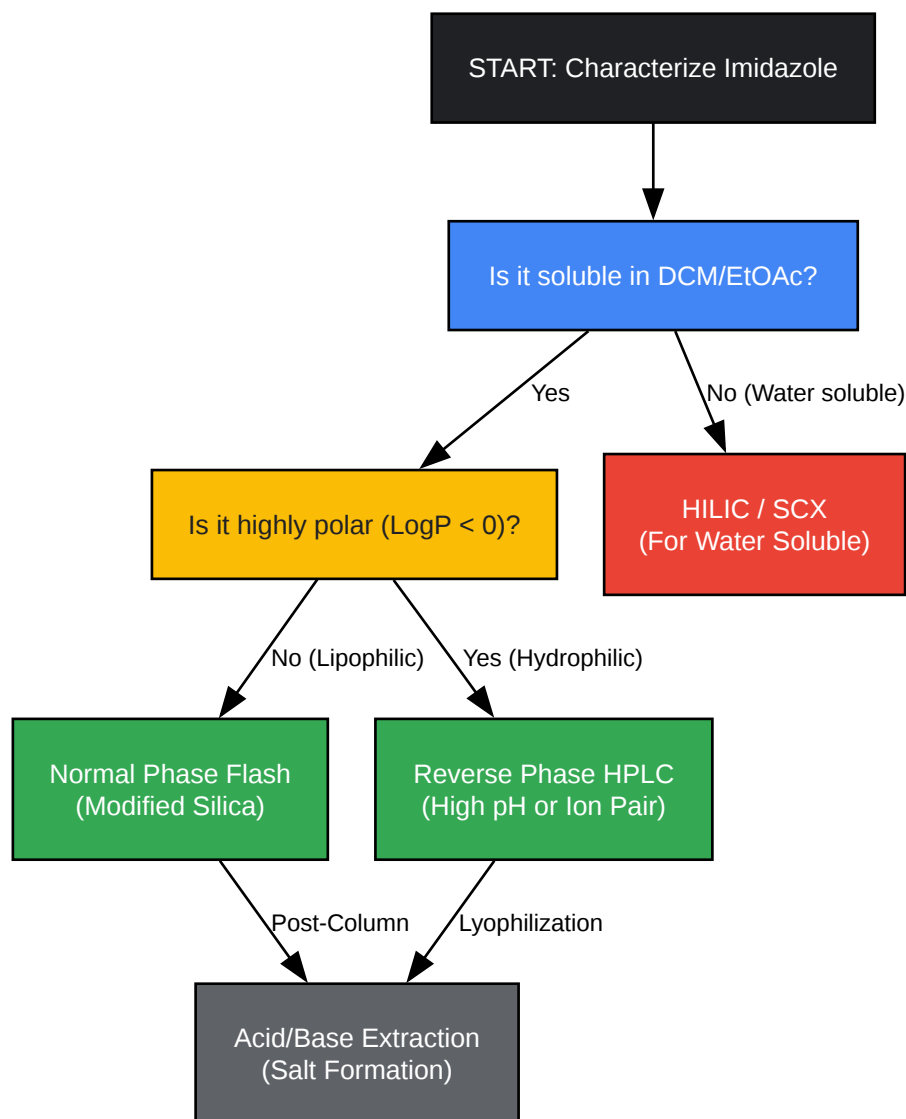 START: Characterize Imidazole
Is it soluble in DCM/EtOAc?
Yes
No (Water soluble)
Is it highly polar (LogP < 0)?
HILIC / SCX
(For Water Soluble)
No (Lipophilic)
Yes (Hydrophilic)
Normal Phase Flash
(Modified Silica)
Reverse Phase HPLC
(High pH or Ion Pair)
Post-Column
Lyophilization
Acid/Base Extraction
(Salt Formation)